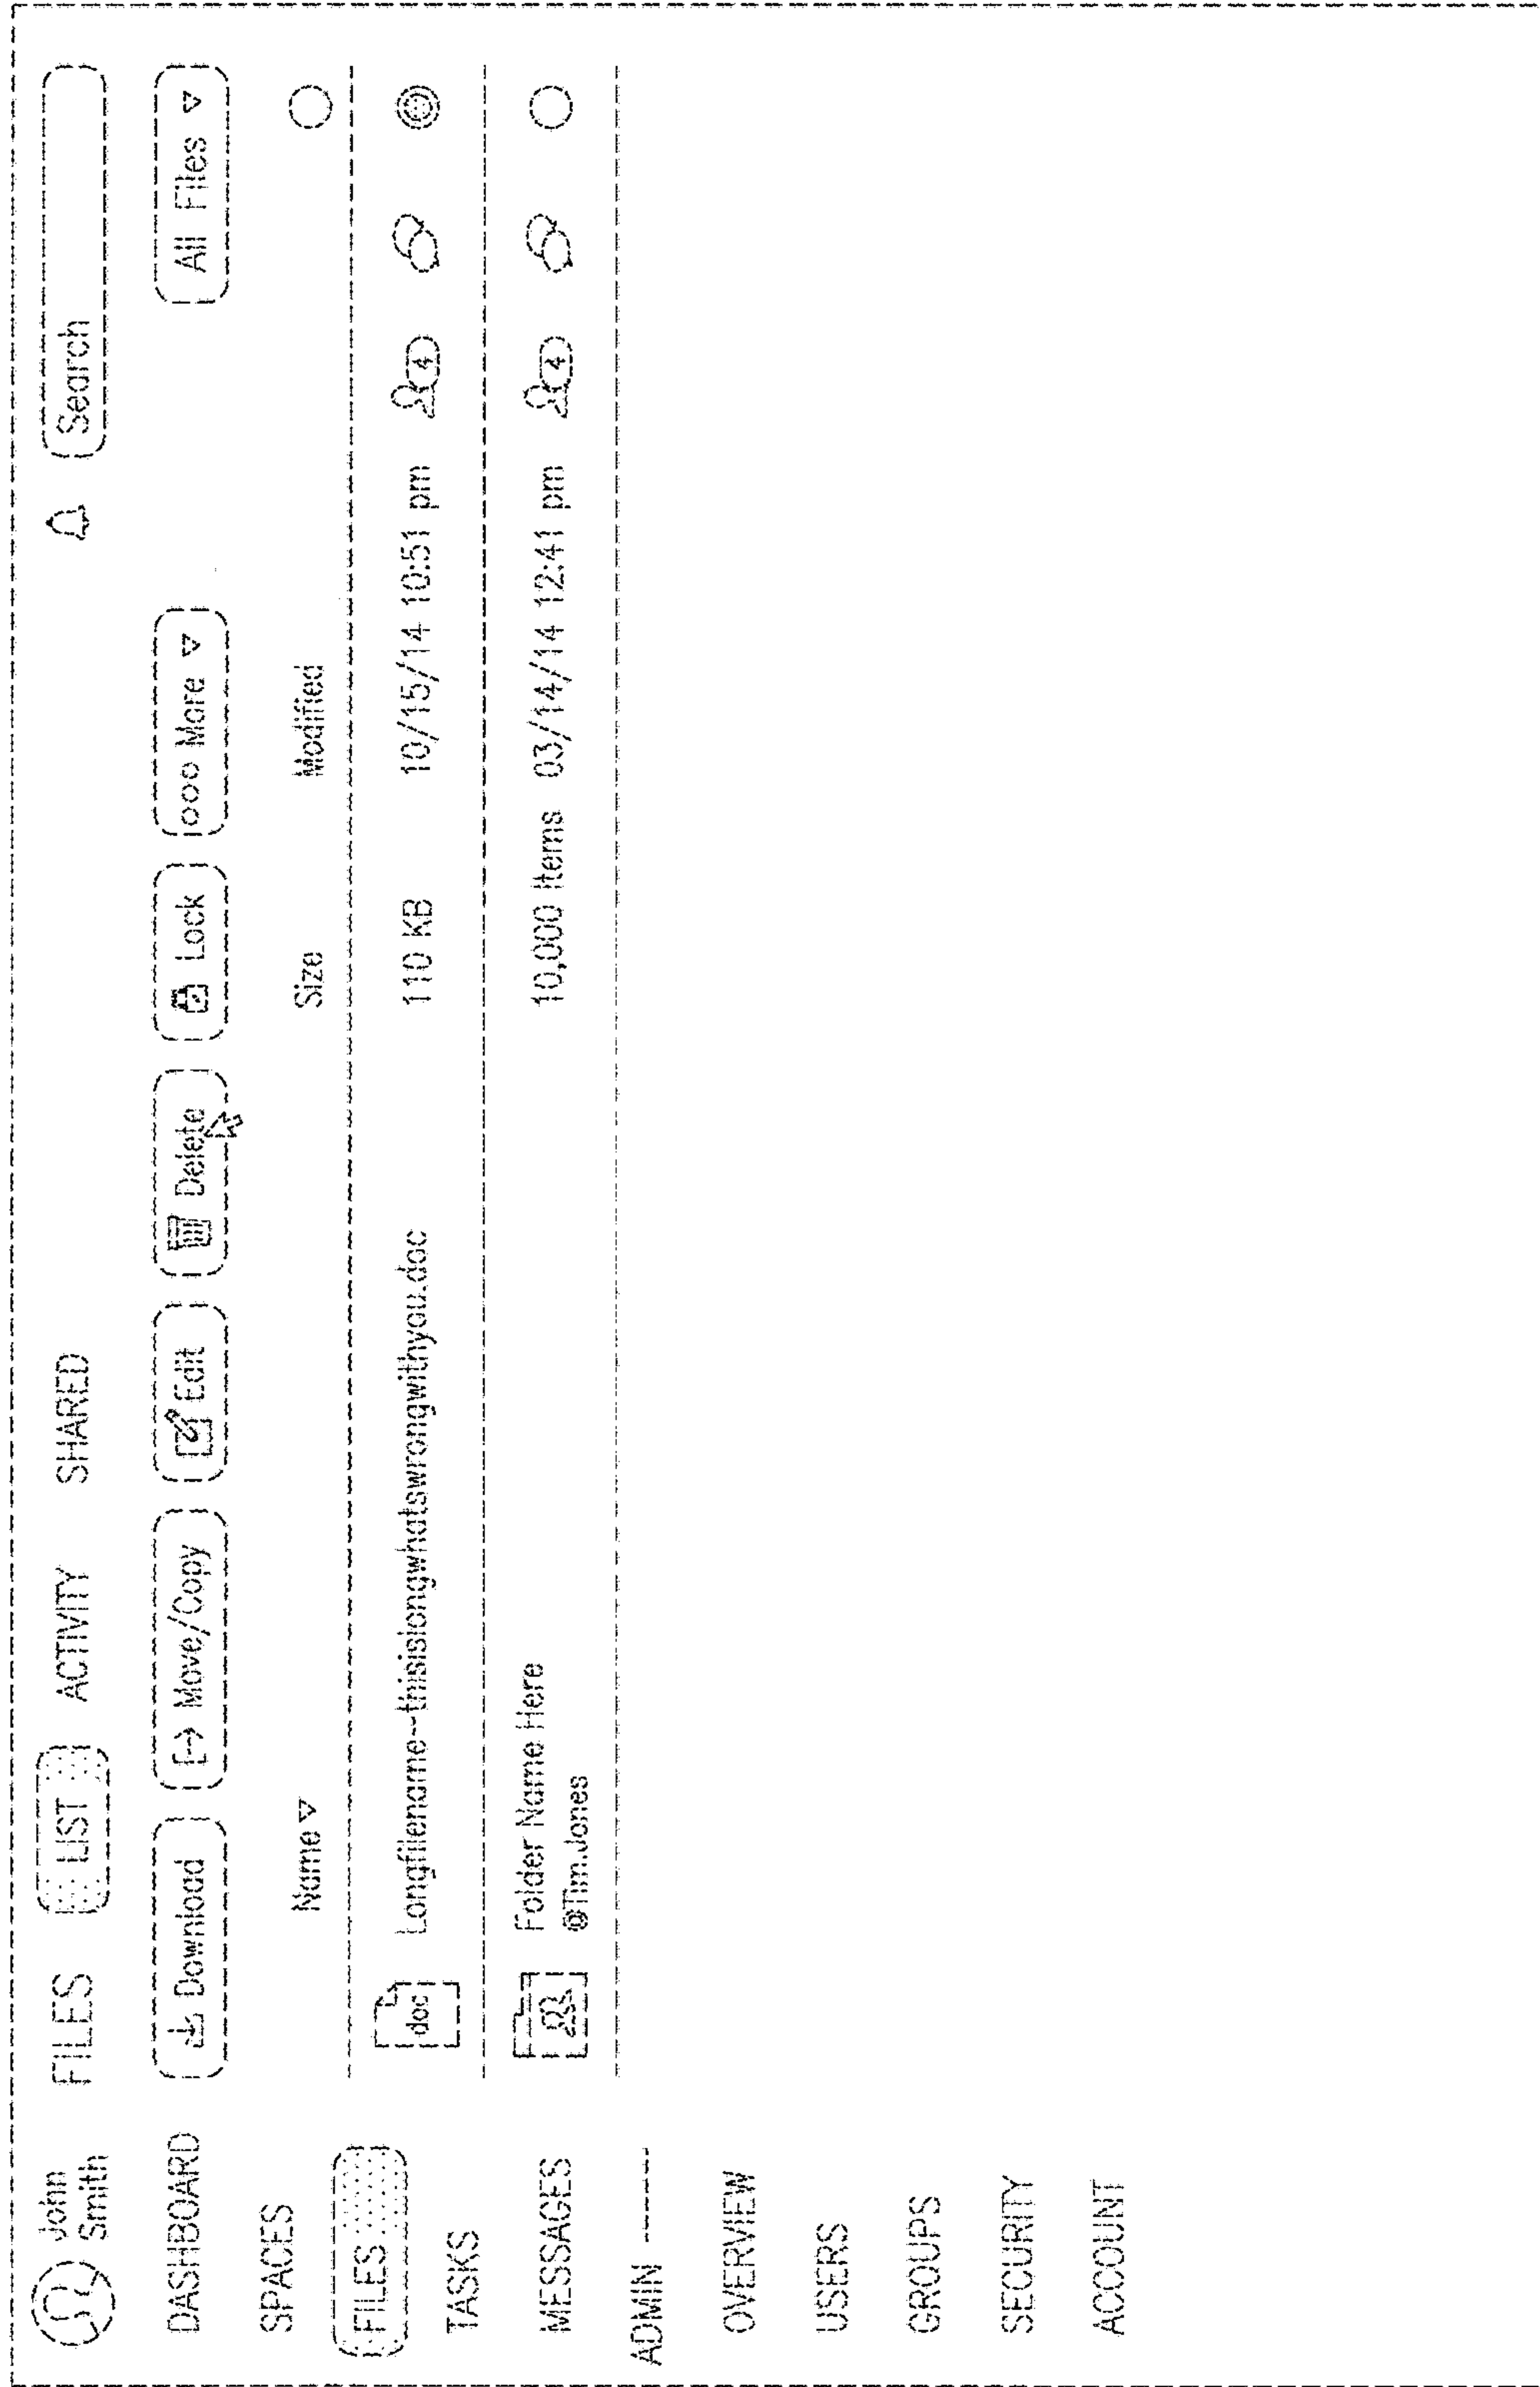 John
Smith
FILES LIST ACTIVITY SHARED Search
DASHBOARD
SPACES
FILES
TASKS
MESSAGES
ADMIN
OVERVIEW
USERS
GROUPS
SECURITY
ACCOUNT
Download Move/Copy Edit Delete Lock More All Files
Name Size Modified
doc Longfilename--thisislongwhatswrongwithyou.doc 110 KB 10/15/14 10:51 pm 4
Folder Name Here 10,000 Items 03/14/14 12:41 pm 4
@Tim.Jones